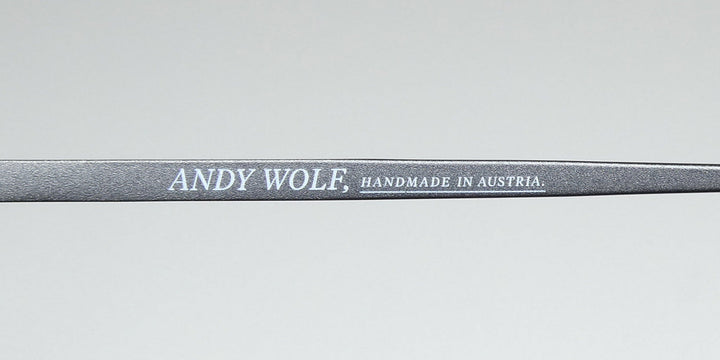 ANDY WOLF, HANDMADE IN AUSTRIA.